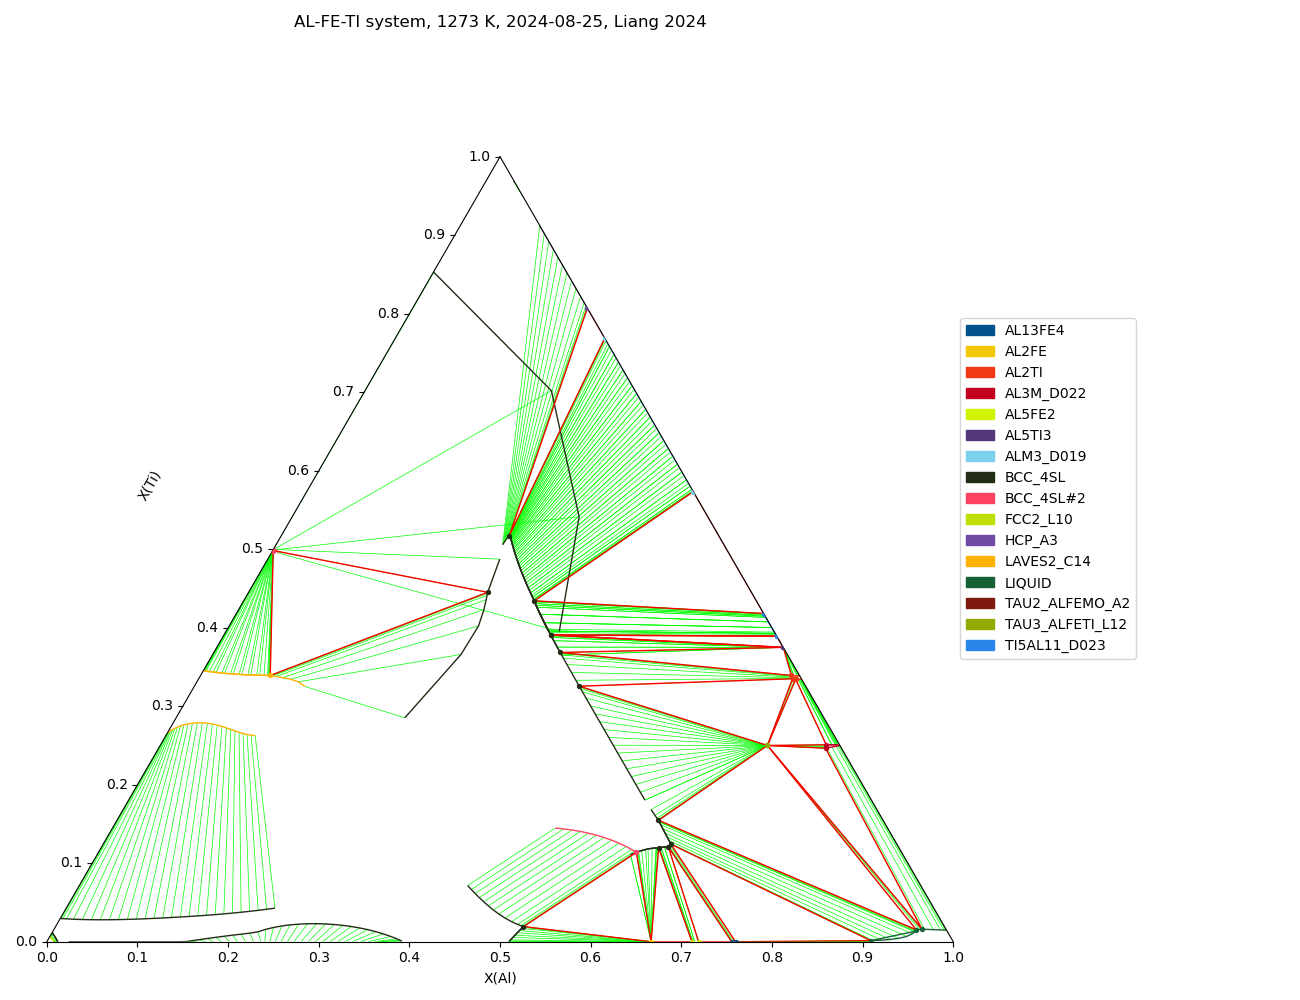 AL-FE-TI system, 1273 K, 2024-08-25, Liang 2024
1.0
0.9
0.8
0.7
0.6
0.5
0.4
0.3
0.2
0.1
0.0
X(Ti)
0.0 0.1 0.2 0.3 0.4 0.5 0.6 0.7 0.8 0.9 1.0
X(Al)
AL13FE4
AL2FE
AL2TI
AL3M_D022
AL5FE2
AL5TI3
ALM3_D019
BCC_4SL
BCC_4SL#2
FCC2_L10
HCP_A3
LAVES2_C14
LIQUID
TAU2_ALFEMO_A2
TAU3_ALFETI_L12
TI5AL11_D023